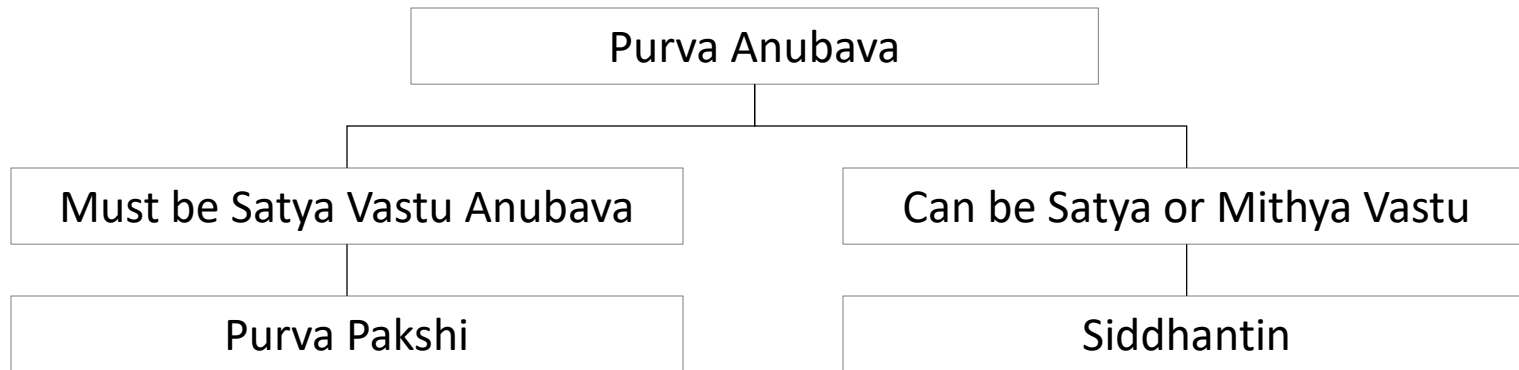 Purva Anubava
Must be Satya Vastu Anubava
Can be Satya or Mithya Vastu
Purva Pakshi
Siddhantin